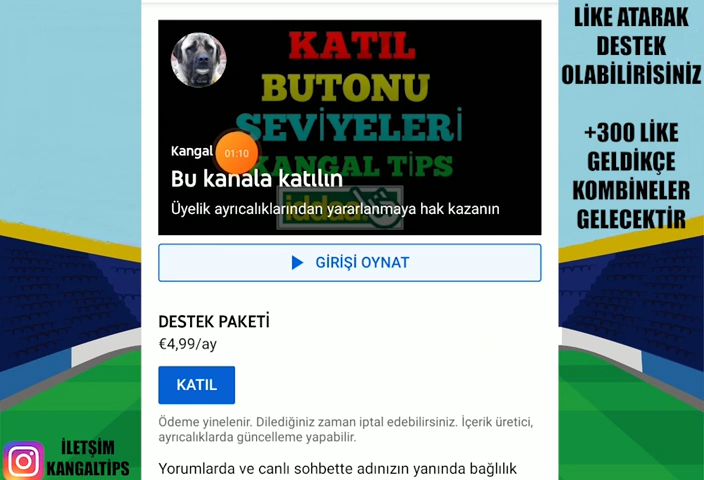 LİKE ATARAK
DESTEK
OLABİLİRİSİNİZ
+300 LİKE
GELDİKÇE
KOMBİNELER
GELECEKTİR
KATIL
BUTONU
SEVİYELERİ
KANGAL TİPS
iddaa
Kangal
01:10
Bu kanala katılın
Üyelik ayrıcalıklarından yararlanmaya hak kazanın
GİRİŞİ OYNAT
DESTEK PAKETİ
€4,99/ay
KATIL
Ödeme yinelenir. Dilediğiniz zaman iptal edebilirsiniz. İçerik üretici,
ayrıcalıklarda güncelleme yapabilir.
Yorumlarda ve canlı sohbette adınızın yanında bağlılık
İLETŞİM
KANGALTİPS